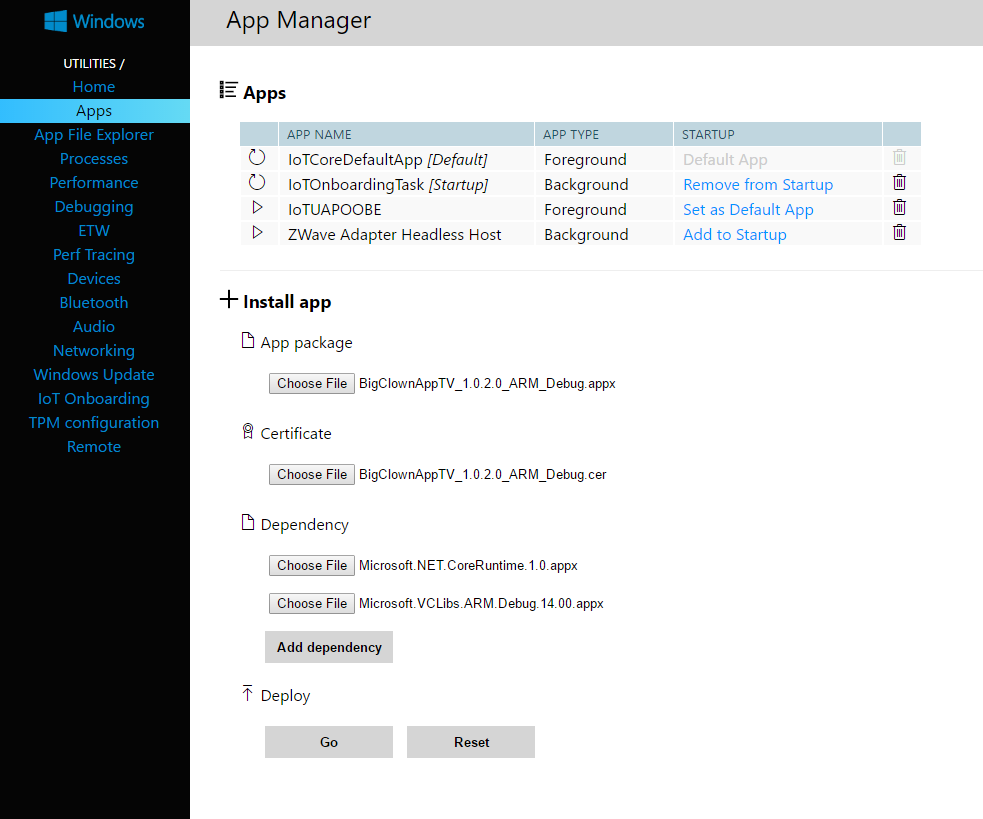 Windows
UTILITIES /
Home
Apps
App File Explorer
Processes
Performance
Debugging
ETW
Perf Tracing
Devices
Bluetooth
Audio
Networking
Windows Update
IoT Onboarding
TPM configuration
Remote
App Manager
Apps
APP NAME APP TYPE STARTUP
IoTCoreDefaultApp [Default] Foreground Default App
IoTOnboardingTask [Startup] Background Remove from Startup
IoTUAPOOBE Foreground Set as Default App
ZWave Adapter Headless Host Background Add to Startup
Install app
App package
Choose File BigClownAppTV_1.0.2.0_ARM_Debug.appx
Certificate
Choose File BigClownAppTV_1.0.2.0_ARM_Debug.cer
Dependency
Choose File Microsoft.NET.CoreRuntime.1.0.appx
Choose File Microsoft.VCLibs.ARM.Debug.14.00.appx
Add dependency
Deploy
Go Reset